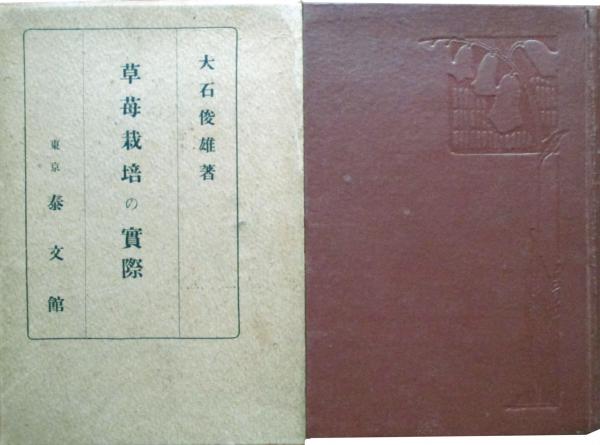 大石俊雄著
草苺栽培の實際
東京 泰文館